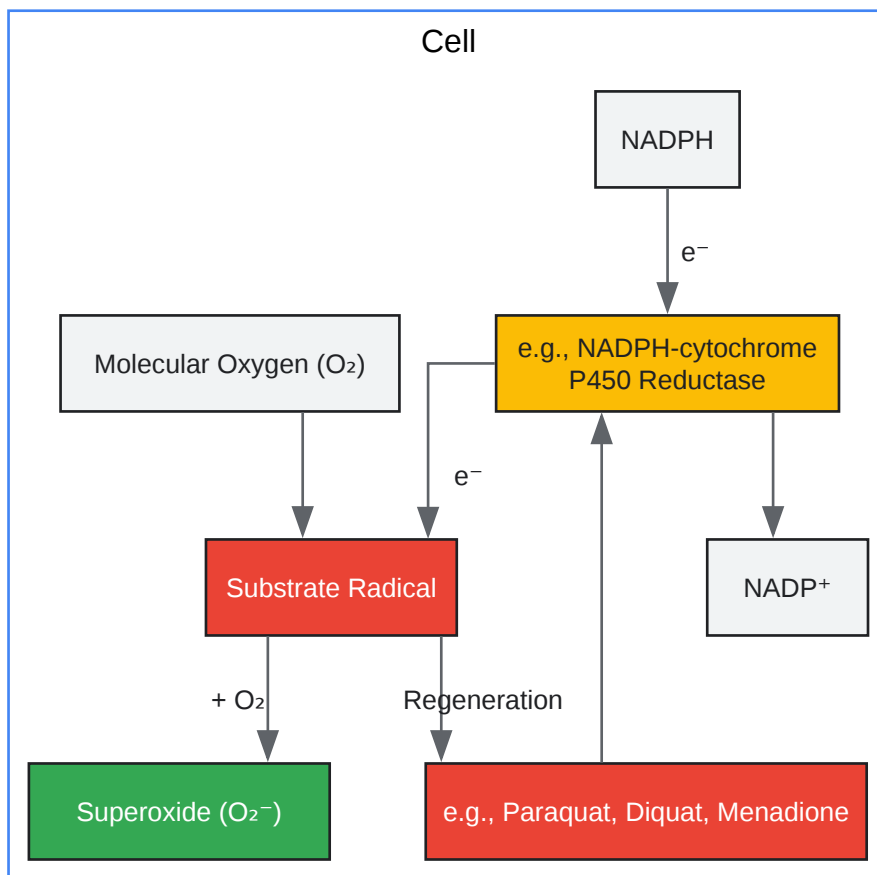 Cell
NADPH
e⁻
Molecular Oxygen (O₂)
e.g., NADPH-cytochrome
P450 Reductase
e⁻
Substrate Radical
NADP⁺
+ O₂
Regeneration
Superoxide (O₂⁻)
e.g., Paraquat, Diquat, Menadione